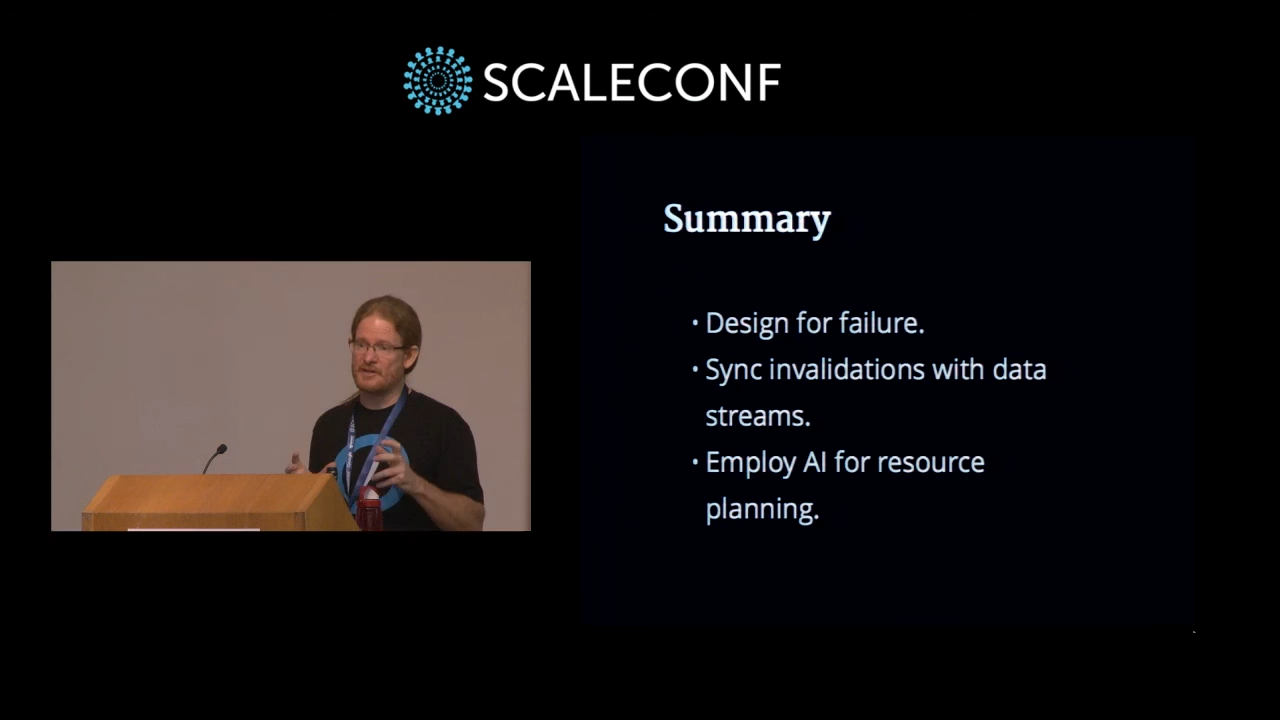 SCALECONF
Summary
• Design for failure.
• Sync invalidations with data
streams.
• Employ AI for resource
planning.